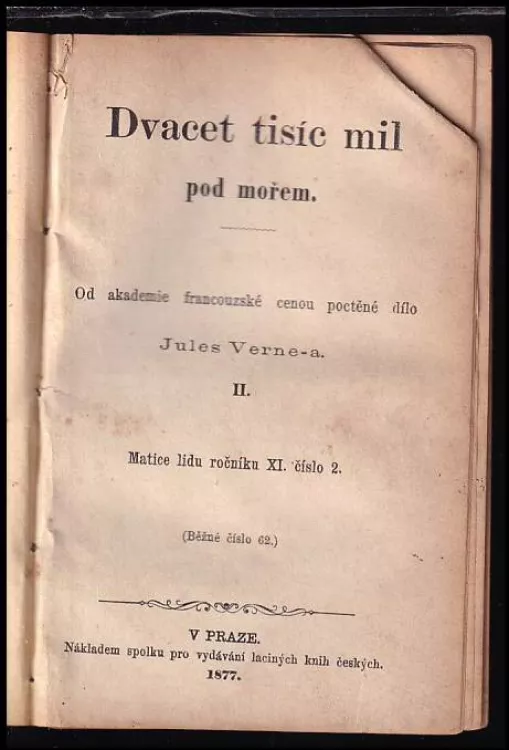 Dvacet tisíc mil
pod mořem.
Od akademie francouzské cenou poctěné dílo
Jules Verne-a.
II.
Matice lidu ročníku XI. číslo 2.
(Běžné číslo 62.)
V PRAZE.
Nákladem spolku pro vydávání laciných knih českých.
1877.